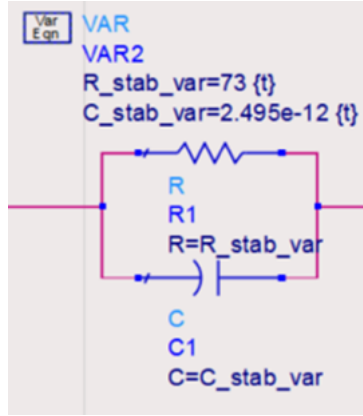 Var
Eqn
VAR
VAR2
R_stab_var=73 {t}
C_stab_var=2.495e-12 {t}
R
R1
R=R_stab_var
C
C1
C=C_stab_var